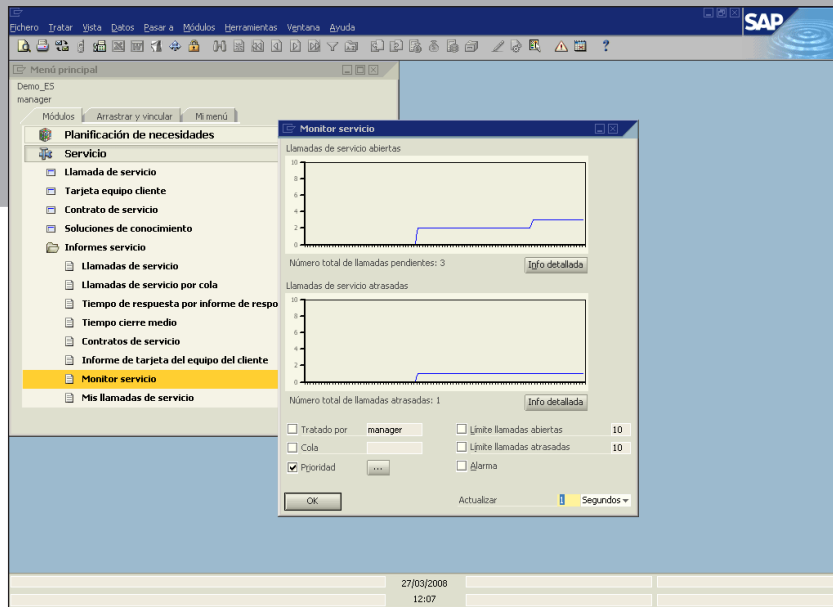 SAP
Fichero Tratar Vista Datos Pasar a Módulos Herramientas Ventana Ayuda
Menú principal
Demo_ES
manager
Módulos Arrastrar y vincular Mi menú
Planificación de necesidades
Servicio
Llamada de servicio
Tarjeta equipo cliente
Contrato de servicio
Soluciones de conocimiento
Informes servicio
Llamadas de servicio
Llamadas de servicio por cola
Tiempo de respuesta por informe de respo
Tiempo cierre medio
Contratos de servicio
Informe de tarjeta del equipo del cliente
Monitor servicio
Mis llamadas de servicio
Monitor servicio
Llamadas de servicio abiertas
10
8
6
4
2
0
Número total de llamadas pendientes: 3 Info detallada
Llamadas de servicio atrasadas
10
8
6
4
2
0
Número total de llamadas atrasadas: 1 Info detallada
Tratado por manager Límite llamadas abiertas 10
Cola Límite llamadas atrasadas 10
Prioridad ... Alarma
OK Actualizar 1 Segundos
27/03/2008
12:07